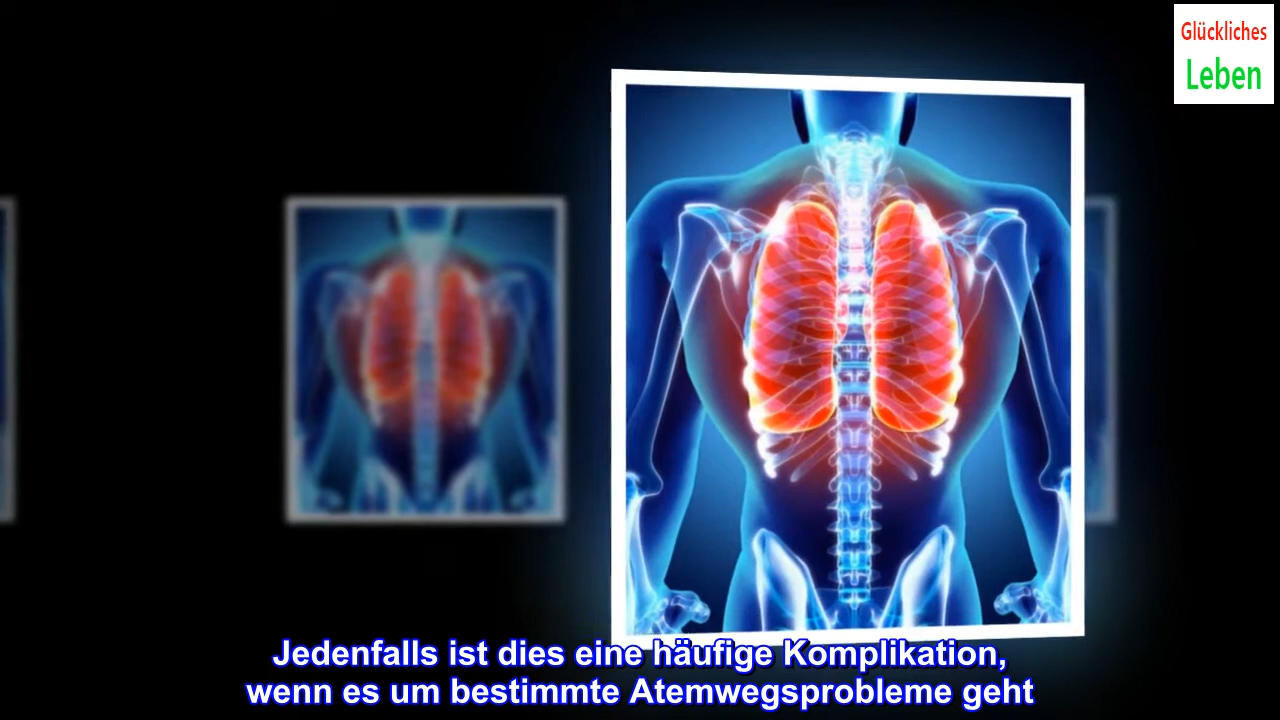 Glückliches
Leben
Jedenfalls ist dies eine häufige Komplikation,
wenn es um bestimmte Atemwegsprobleme geht